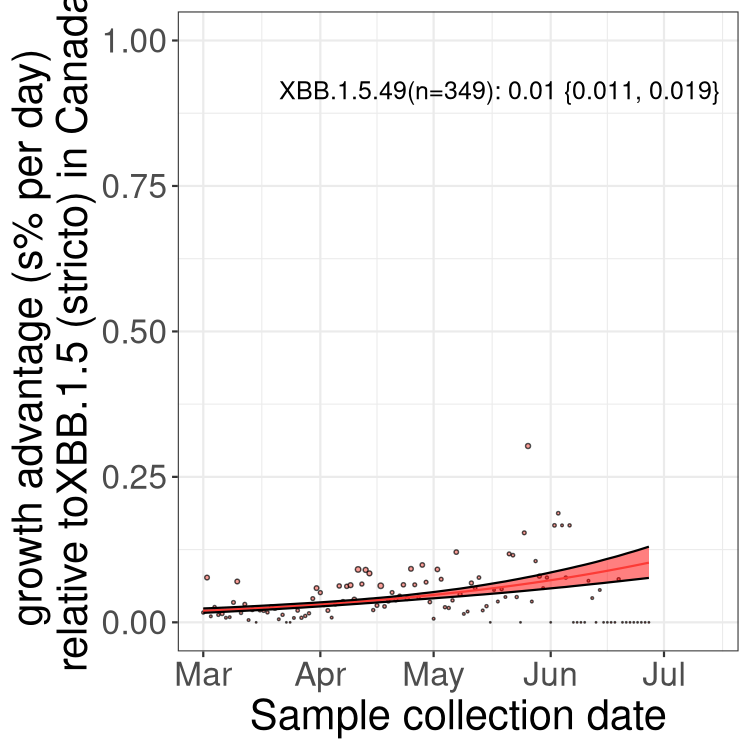 growth advantage (s% per day)
relative toXBB.1.5 (stricto) in Canada
1.00
0.75
0.50
0.25
0.00
XBB.1.5.49(n=349): 0.01 {0.011, 0.019}
Mar Apr May Jun Jul
Sample collection date